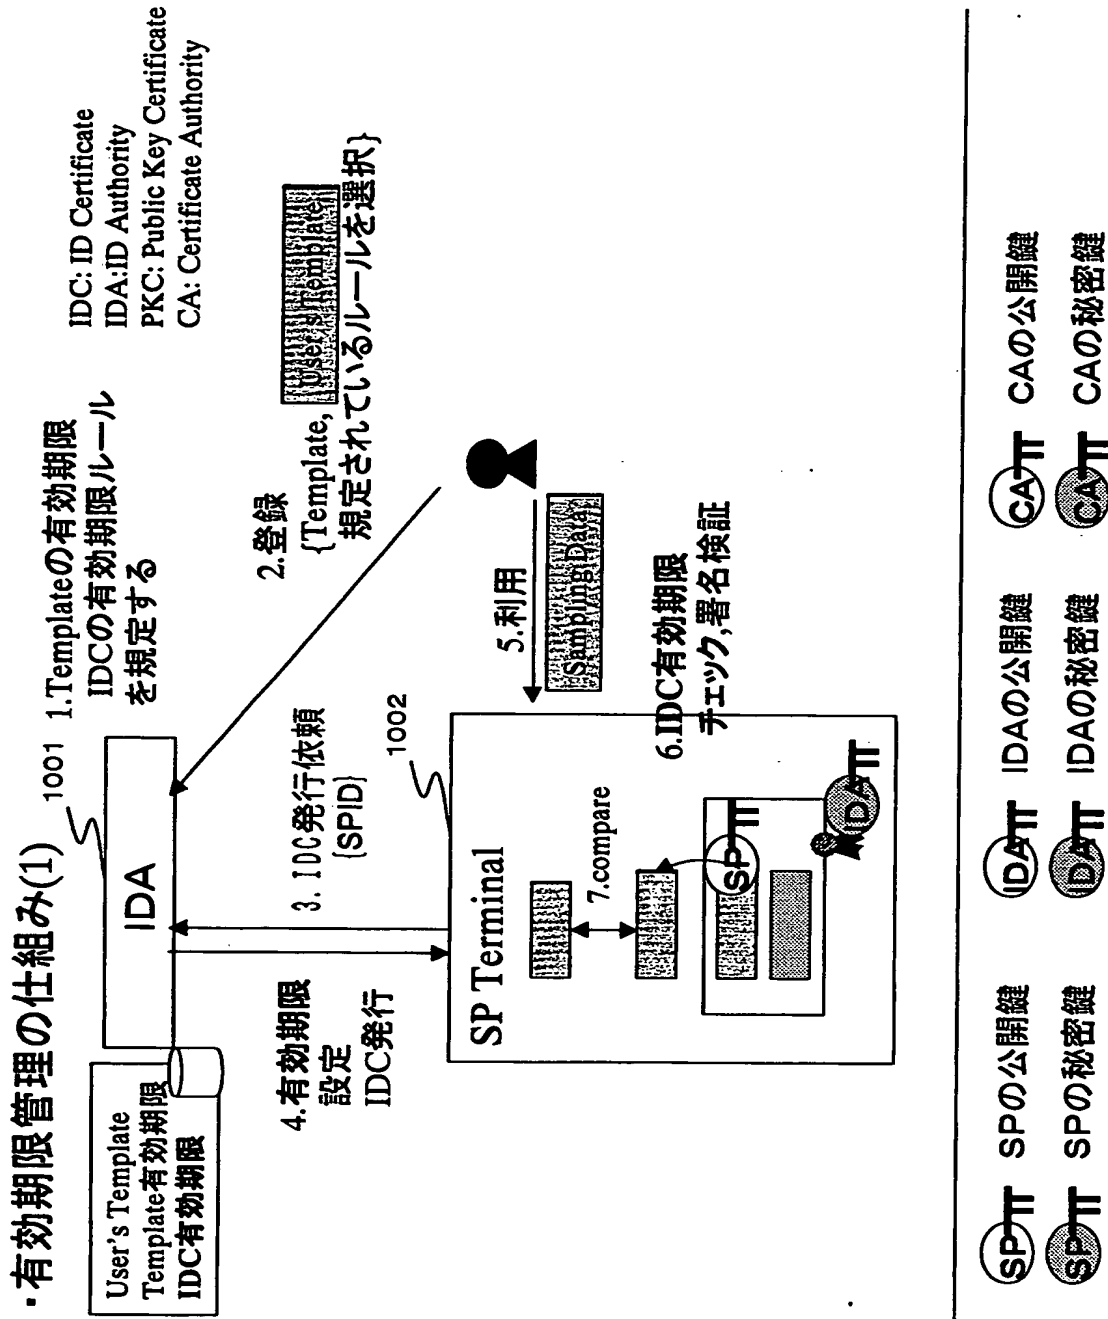 ・有効期限管理の仕組み(1)
IDC: ID Certificate
IDA:ID Authority
PKC: Public Key Certificate
CA: Certificate Authority
User's Template
Template有効期限
IDC有効期限
IDA
1001
1.Templateの有効期限
IDCの有効期限ルール
を規定する
2.登録
{Template,
User's Template
規定されているルールを選択}
3. IDC発行依頼
{SPID}
4.有効期限
設定
IDC発行
1002
SP Terminal
5.利用
Sampling Data
6.IDC有効期限
チェック,署名検証
7.compare
SP
IDA
SP SPの公開鍵
IDA IDAの公開鍵
CA CAの公開鍵
SP SPの秘密鍵
IDA IDAの秘密鍵
CA CAの秘密鍵